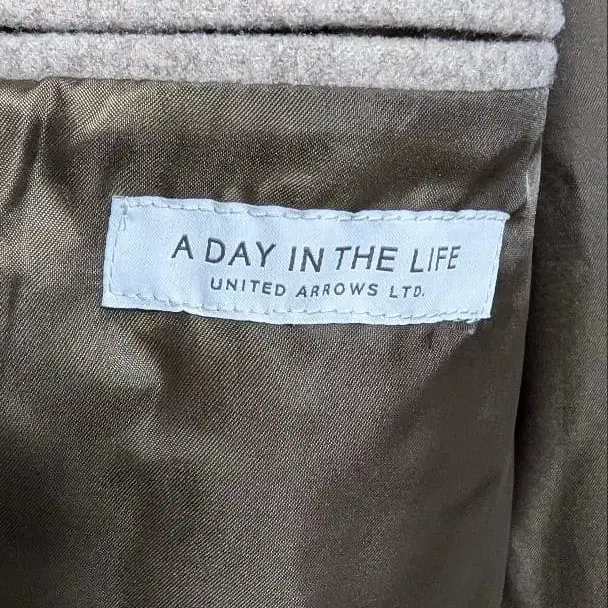 A DAY IN THE LIFE
UNITED ARROWS LTD.